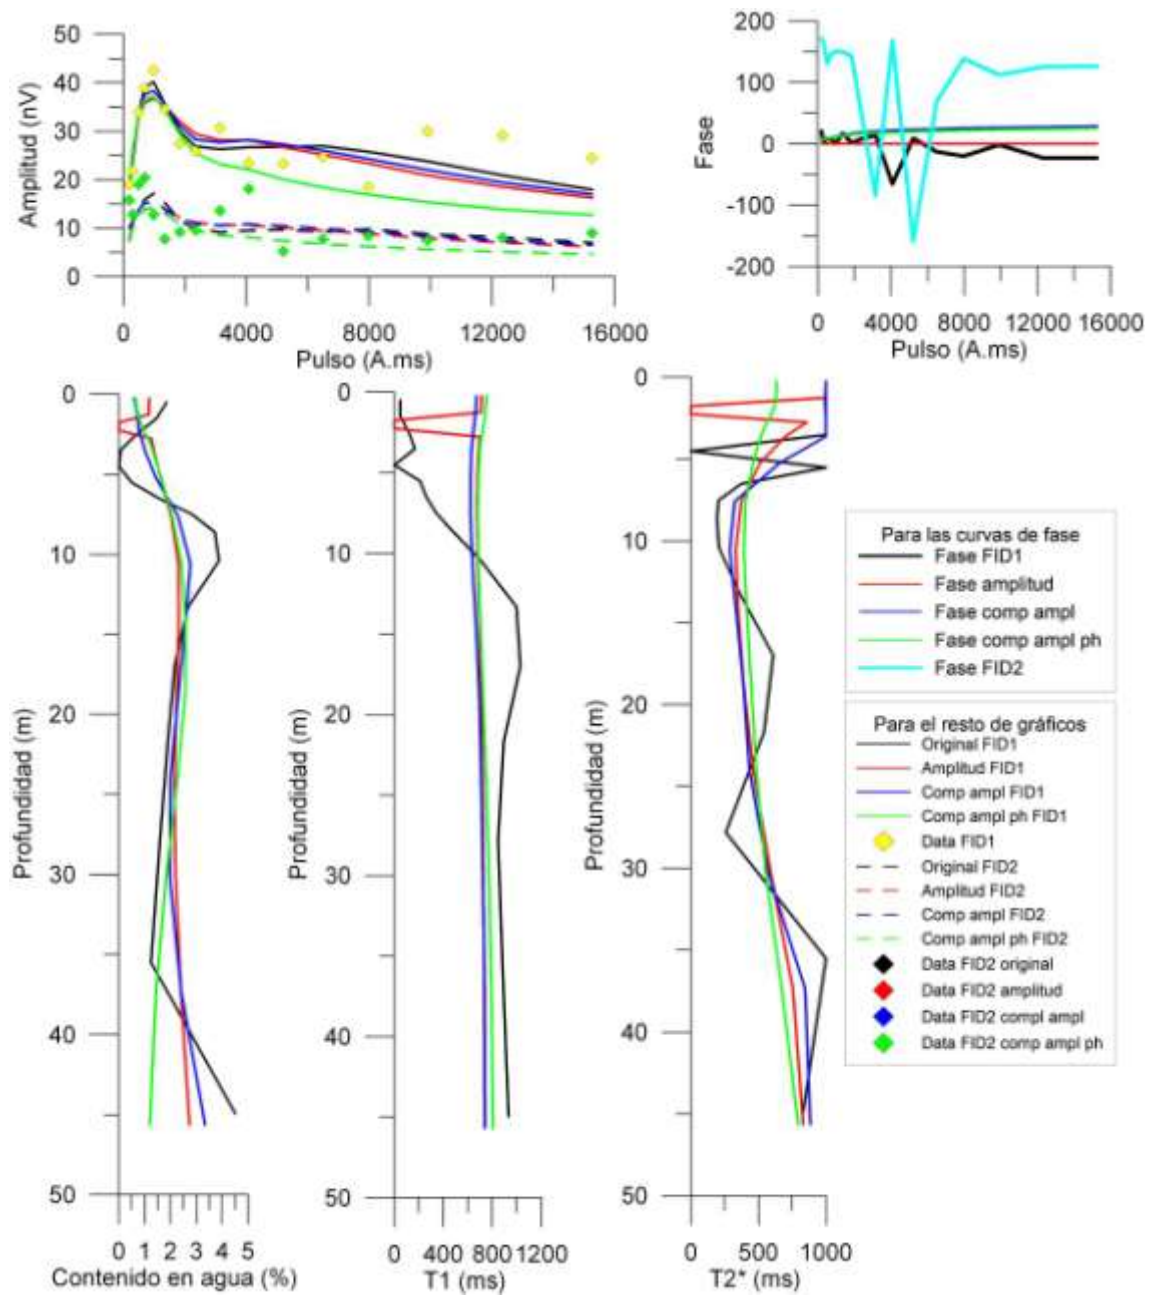 50
40
30
20
10
0
Amplitud (nV)
0 4000 8000 12000 16000
Pulso (A.ms)
200
100
0
-100
-200
Fase
0 4000 8000 12000 16000
Pulso (A.ms)
0
10
20
30
40
50
Profundidad (m)
0 1 2 3 4 5
Contenido en agua (%)
0
10
20
30
40
50
Profundidad (m)
0 400 800 1200
T1 (ms)
0
10
20
30
40
50
Profundidad (m)
0 500 1000
T2* (ms)
Para las curvas de fase
Fase FID1
Fase amplitud
Fase comp ampl
Fase comp ampl ph
Fase FID2
Para el resto de gráficos
Original FID1
Amplitud FID1
Comp ampl FID1
Comp ampl ph FID1
Data FID1
Original FID2
Amplitud FID2
Comp ampl FID2
Comp ampl ph FID2
Data FID2 original
Data FID2 amplitud
Data FID2 compl ampl
Data FID2 comp ampl ph